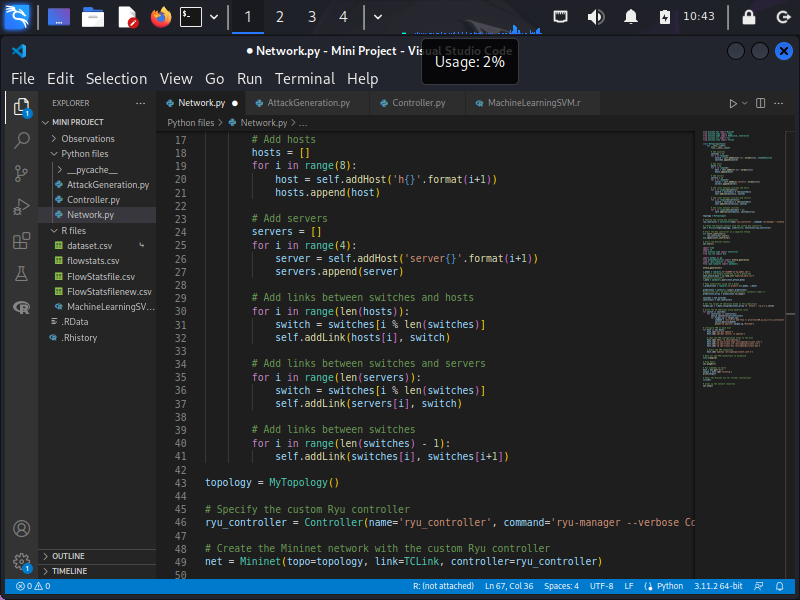 1 2 3 4 10:43
● Network.py - Mini Project - Visual Studio Code
Usage: 2%
File Edit Selection View Go Run Terminal Help
EXPLORER ···
MINI PROJECT
Observations
Python files
__pycache__
AttackGeneration.py
Controller.py
Network.py
R files
dataset.csv
flowstats.csv
FlowStatsfile.csv
FlowStatsfilenew.csv
MachineLearningSV...
.RData
.Rhistory
OUTLINE
TIMELINE
1
1
Network.py ● AttackGeneration.py Controller.py MachineLearningSVM.r
Python files > Network.py > ...
17 # Add hosts
18 hosts = []
19 for i in range(8):
20 host = self.addHost('h{}'.format(i+1))
21 hosts.append(host)
22
23 # Add servers
24 servers = []
25 for i in range(4):
26 server = self.addHost('server{}'.format(i+1))
27 servers.append(server)
28
29 # Add links between switches and hosts
30 for i in range(len(hosts)):
31 switch = switches[i % len(switches)]
32 self.addLink(hosts[i], switch)
33
34 # Add links between switches and servers
35 for i in range(len(servers)):
36 switch = switches[i % len(switches)]
37 self.addLink(servers[i], switch)
38
39 # Add links between switches
40 for i in range(len(switches) - 1):
41 self.addLink(switches[i], switches[i+1])
42
43 topology = MyTopology()
44
45 # Specify the custom Ryu controller
46 ryu_controller = Controller(name='ryu_controller', command='ryu-manager --verbose Co
47
48 # Create the Mininet network with the custom Ryu controller
49 net = Mininet(topo=topology, link=TCLink, controller=ryu_controller)
50
0 0 R: (not attached) Ln 67, Col 36 Spaces: 4 UTF-8 LF Python 3.11.2 64-bit